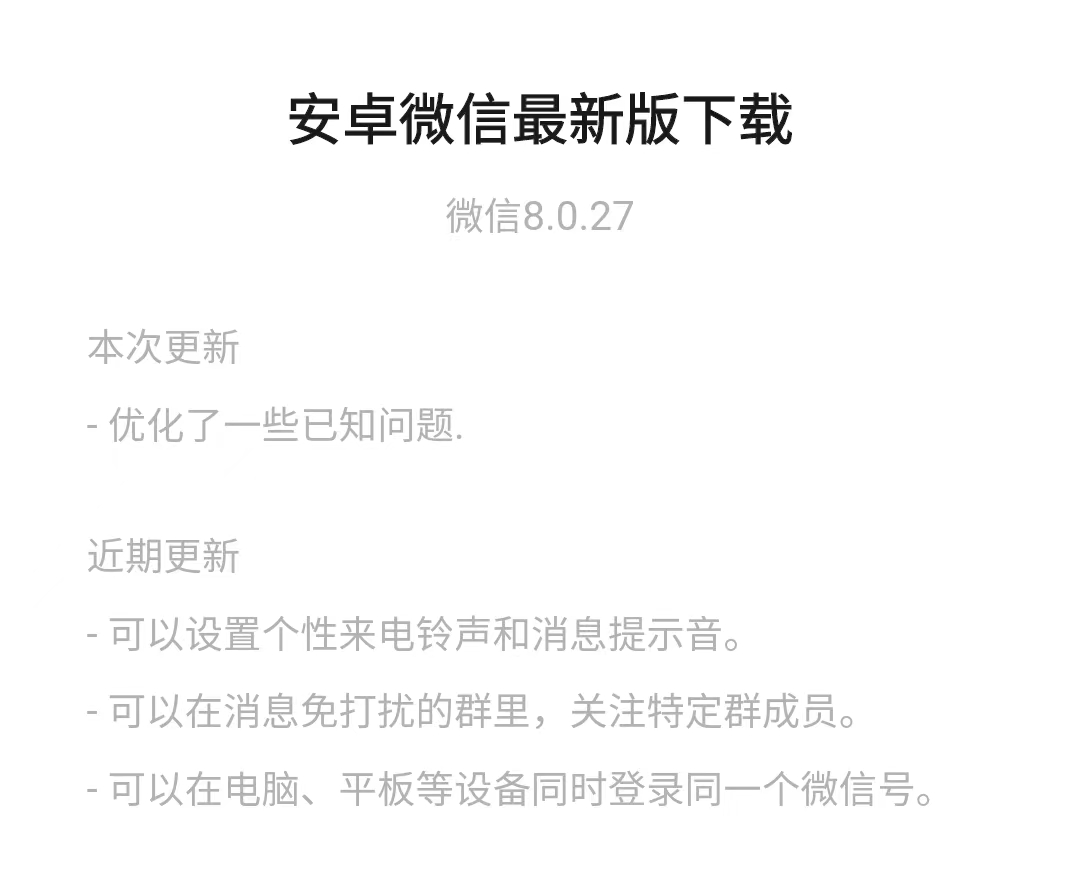 安卓微信最新版下载
微信8.0.27
本次更新
- 优化了一些已知问题.
近期更新
- 可以设置个性来电铃声和消息提示音。
- 可以在消息免打扰的群里，关注特定群成员。
- 可以在电脑、平板等设备同时登录同一个微信号。